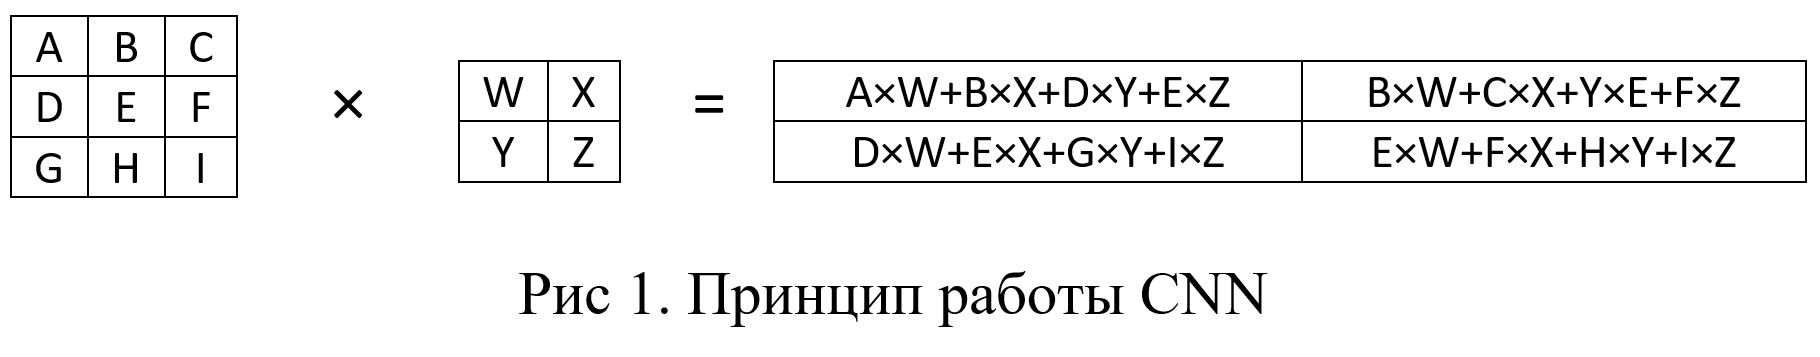 A B C
D E F
G H I
×
W X
Y Z
=
A×W+B×X+D×Y+E×Z B×W+C×X+Y×E+F×Z
D×W+E×X+G×Y+I×Z E×W+F×X+H×Y+I×Z
Рис 1. Принцип работы CNN